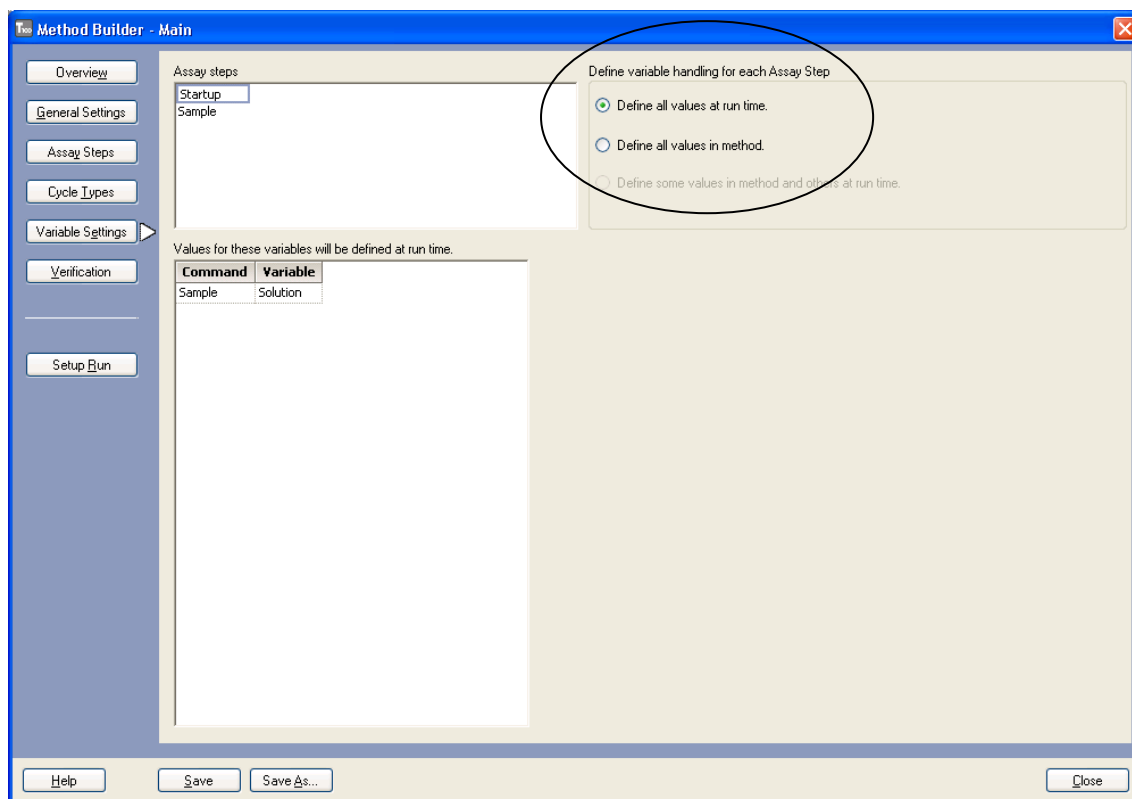 T100 Method Builder - Main
Overview
General Settings
Assay Steps
Cycle Types
Variable Settings
Verification
Setup Run
Assay steps
Startup
Sample
Define variable handling for each Assay Step
Define all values at run time.
Define all values in method.
Define some values in method and others at run time.
Values for these variables will be defined at run time.
Command Variable
Sample Solution
Help Save Save As... Close